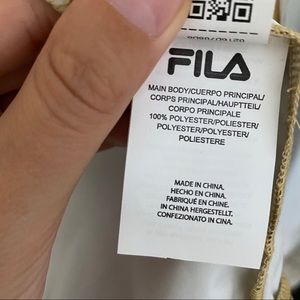 FILA
MAIN BODY/CUERPO PRINCIPAL/
CORPS PRINCIPAL/HAUPTTEIL/
CORPO PRINCIPALE
100% POLYESTER/POLIESTER/
POLYESTER/POLYESTER/
POLIESTERE
MADE IN CHINA.
HECHO EN CHINA.
FABRIQUÉ EN CHINE.
IN CHINA HERGESTELLT.
CONFEZIONATO IN CINA.